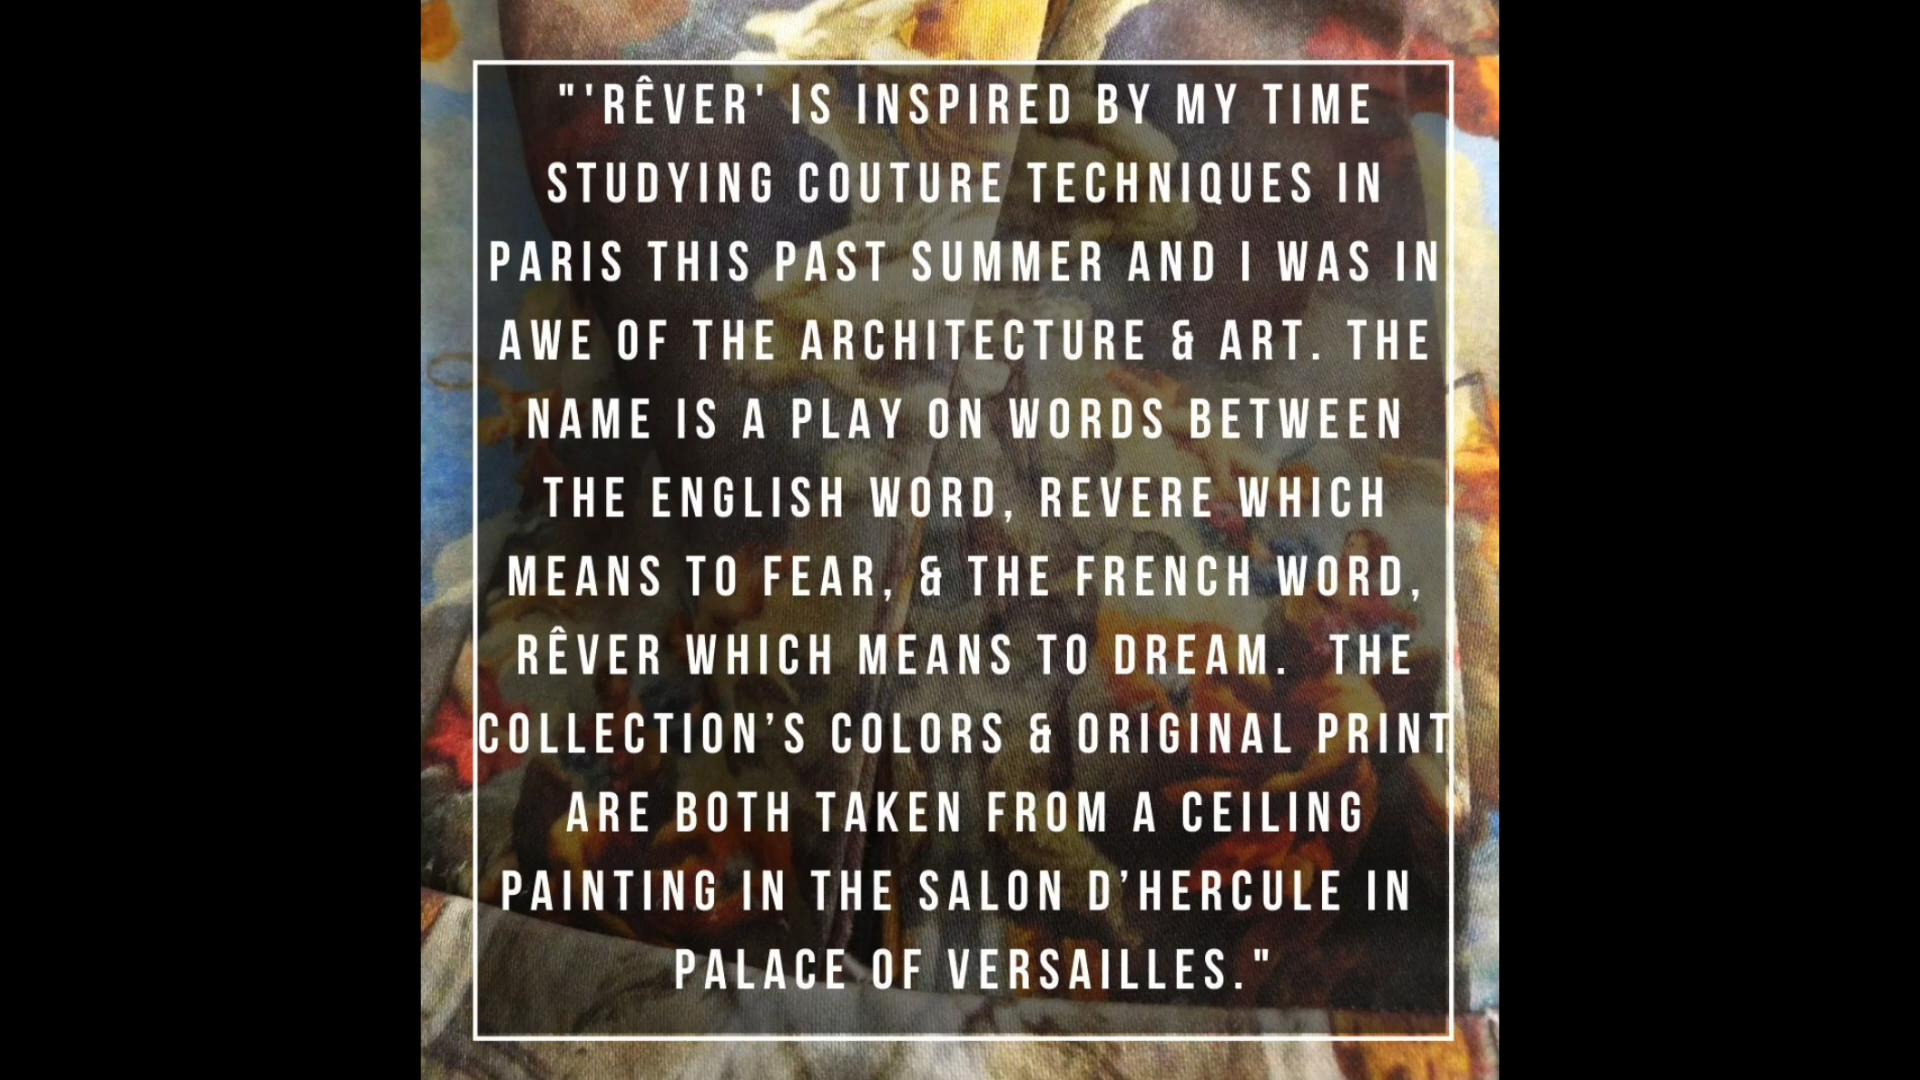 "'RÊVER' IS INSPIRED BY MY TIME
STUDYING COUTURE TECHNIQUES IN
PARIS THIS PAST SUMMER AND I WAS IN
AWE OF THE ARCHITECTURE & ART. THE
NAME IS A PLAY ON WORDS BETWEEN
THE ENGLISH WORD, REVERE WHICH
MEANS TO FEAR, & THE FRENCH WORD,
RÊVER WHICH MEANS TO DREAM.  THE
COLLECTION’S COLORS & ORIGINAL PRINT
ARE BOTH TAKEN FROM A CEILING
PAINTING IN THE SALON D’HERCULE IN
PALACE OF VERSAILLES."